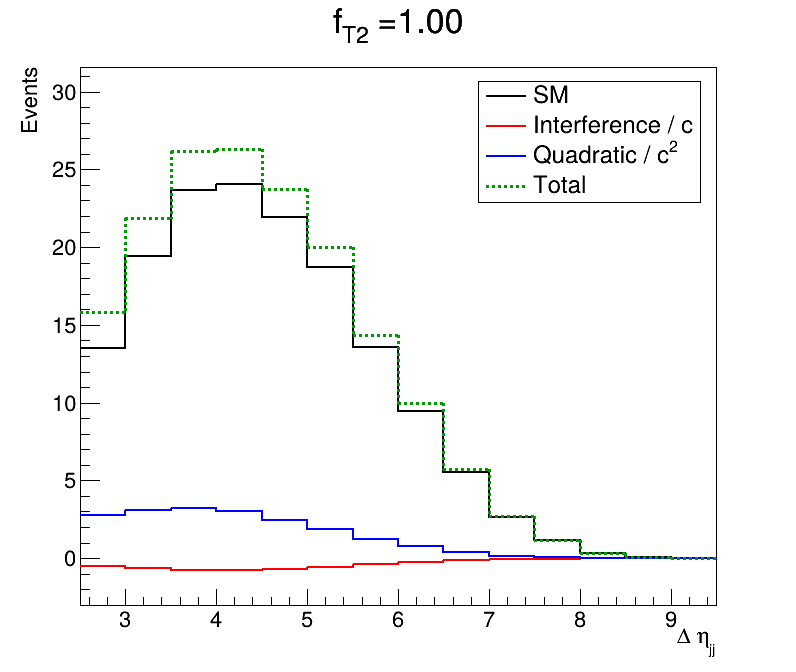 f_T2 =1.00
Events
30
25
20
15
10
5
0
SM
Interference / c
Quadratic / c²
Total
3 4 5 6 7 8 9
Δ η_jj